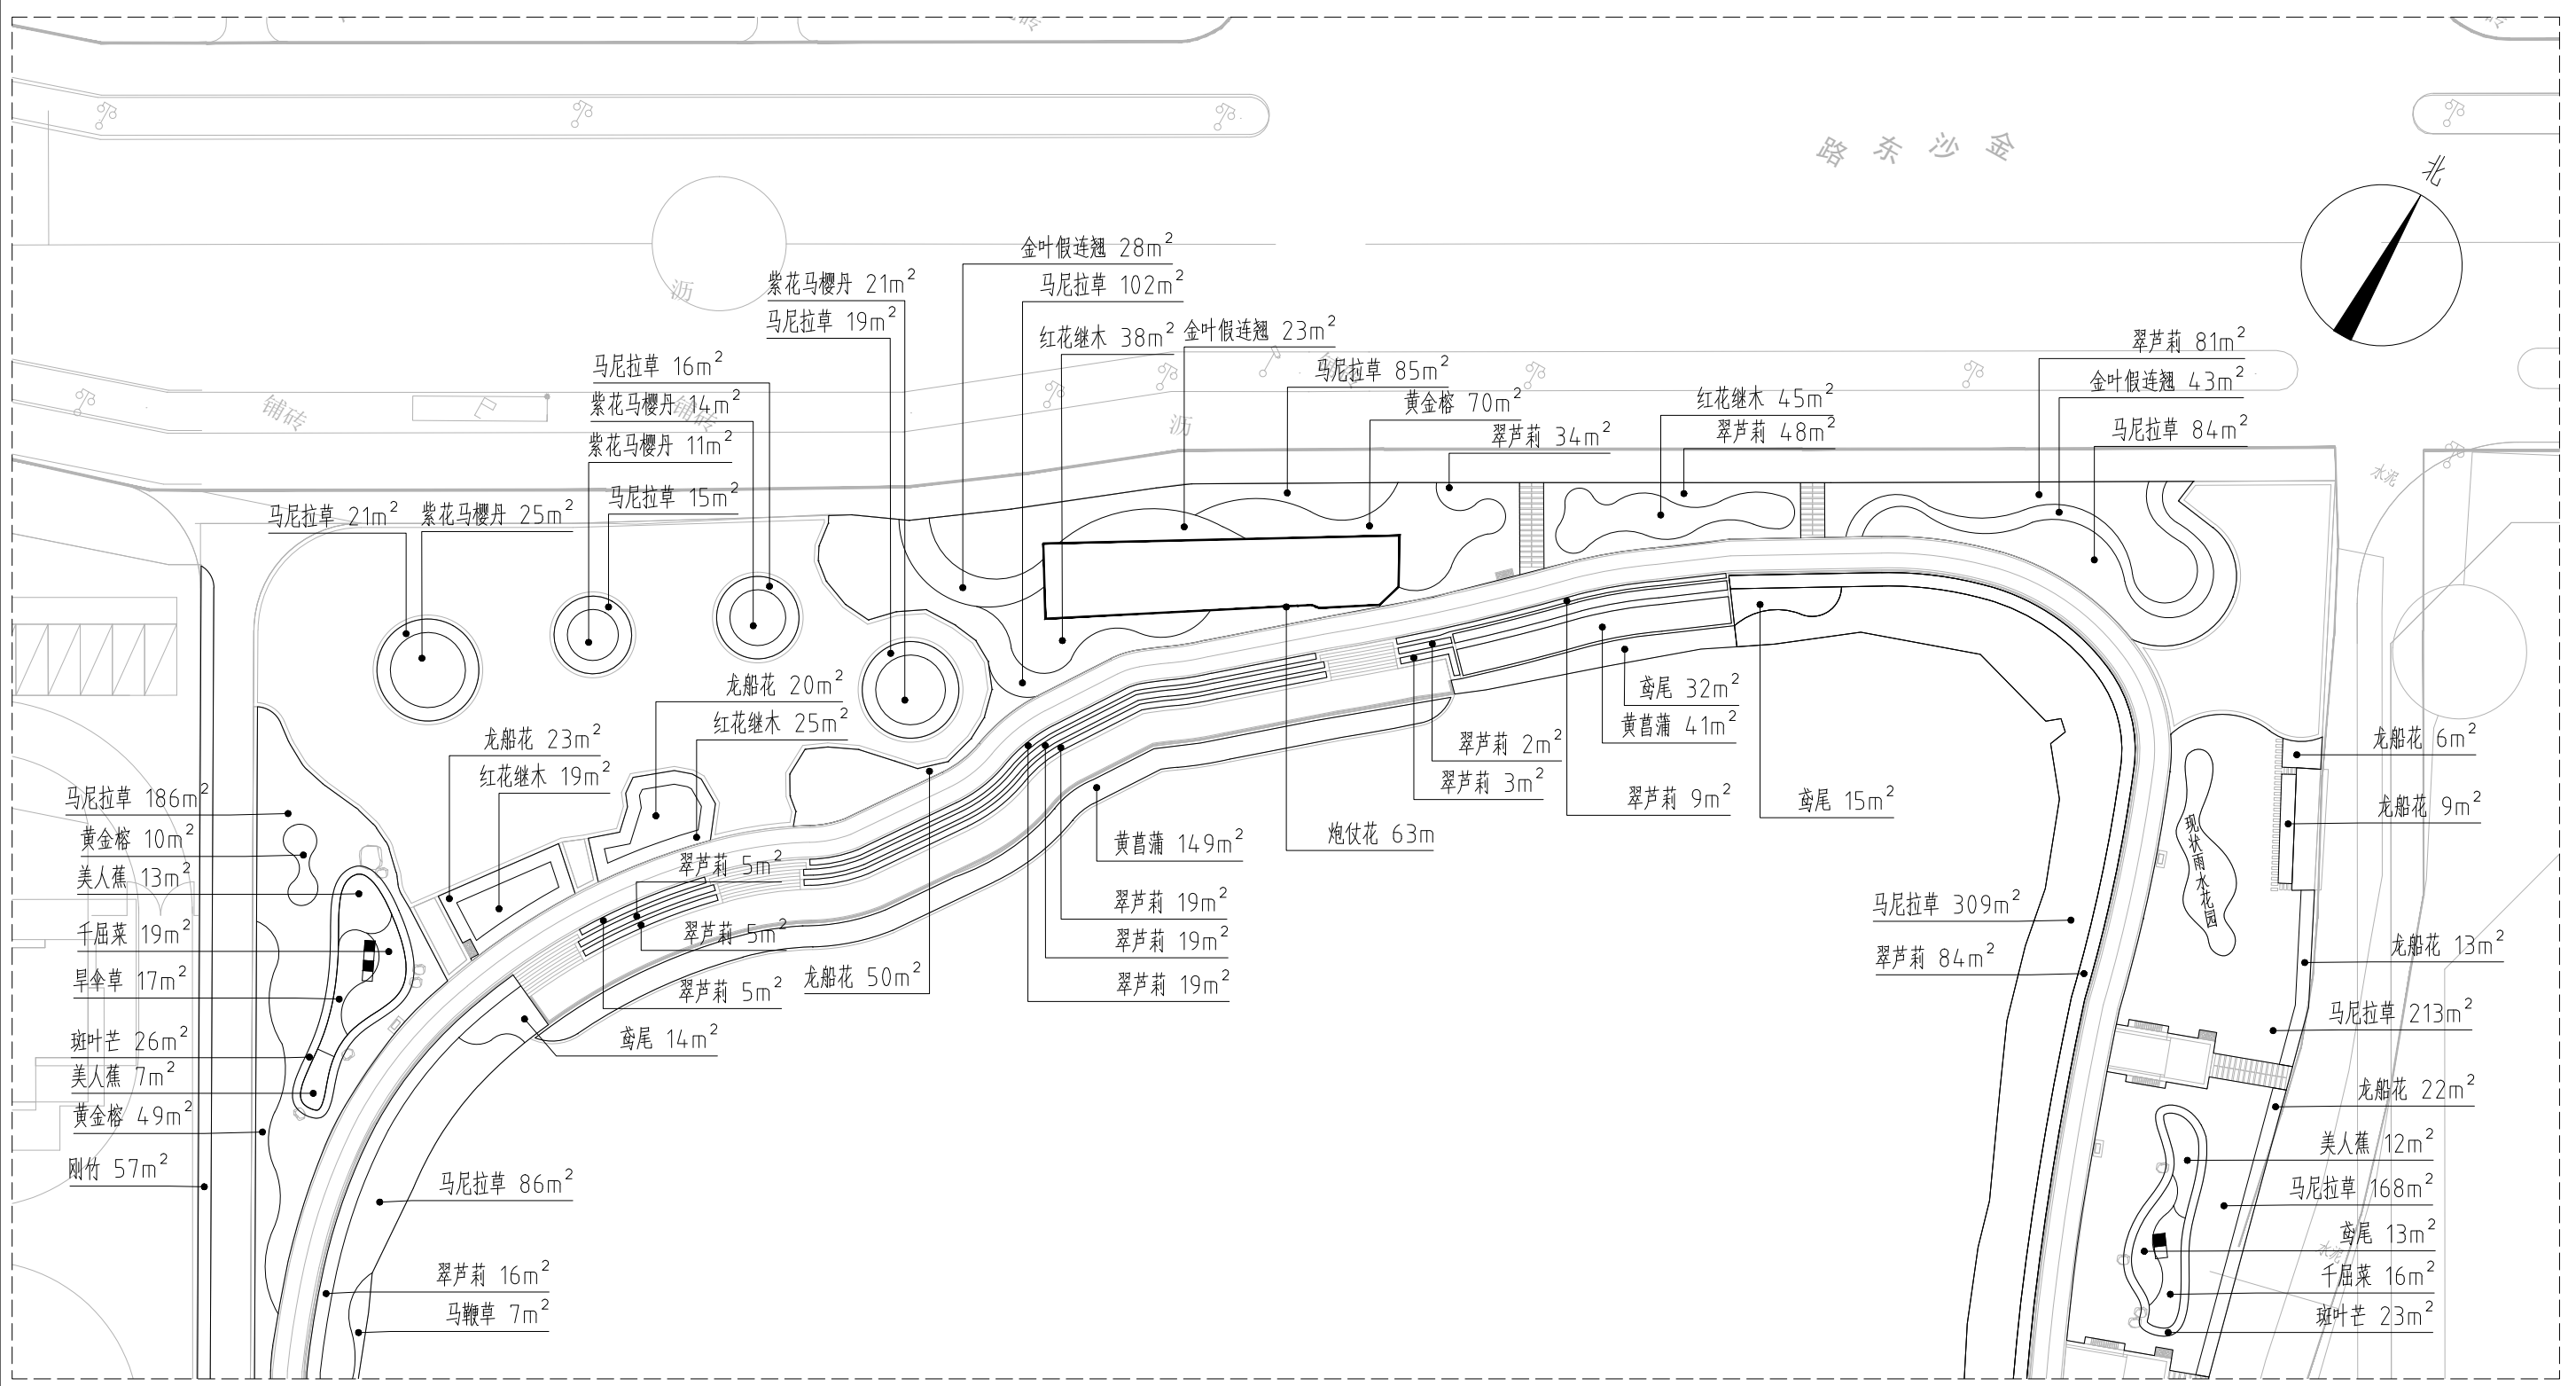 铺砖
路东沙金
北
沥
金叶假连翘 28m²
马尼拉草 102m²
紫花马樱丹 21m²
马尼拉草 19m²
红花继木 38m²
金叶假连翘 23m²
马尼拉草 16m²
紫花马樱丹 14m²
紫花马樱丹 11m²
马尼拉草 15m²
马尼拉草 21m²
紫花马樱丹 25m²
铺砖
铺砖
沥
马尼拉草 85m²
黄金榕 70m²
翠芦莉 34m²
红花继木 45m²
翠芦莉 48m²
翠芦莉 81m²
金叶假连翘 43m²
马尼拉草 84m²
水泥
龙船花 20m²
红花继木 25m²
龙船花 23m²
红花继木 19m²
马尼拉草 186m²
黄金榕 10m²
美人蕉 13m²
千屈菜 19m²
旱伞草 17m²
斑叶芒 26m²
美人蕉 7m²
黄金榕 49m²
刚竹 57m²
翠芦莉 5m²
翠芦莉 5m²
翠芦莉 5m²
龙船花 50m²
鸢尾 14m²
马尼拉草 86m²
翠芦莉 16m²
马鞭草 7m²
黄菖蒲 149m²
翠芦莉 19m²
翠芦莉 19m²
翠芦莉 19m²
炮仗花 63m
鸢尾 32m²
黄菖蒲 41m²
翠芦莉 2m²
翠芦莉 3m²
翠芦莉 9m²
鸢尾 15m²
马尼拉草 309m²
翠芦莉 84m²
现状雨水花园
龙船花 6m²
龙船花 9m²
龙船花 13m²
马尼拉草 213m²
龙船花 22m²
美人蕉 12m²
马尼拉草 168m²
鸢尾 13m²
水泥
千屈菜 16m²
斑叶芒 23m²